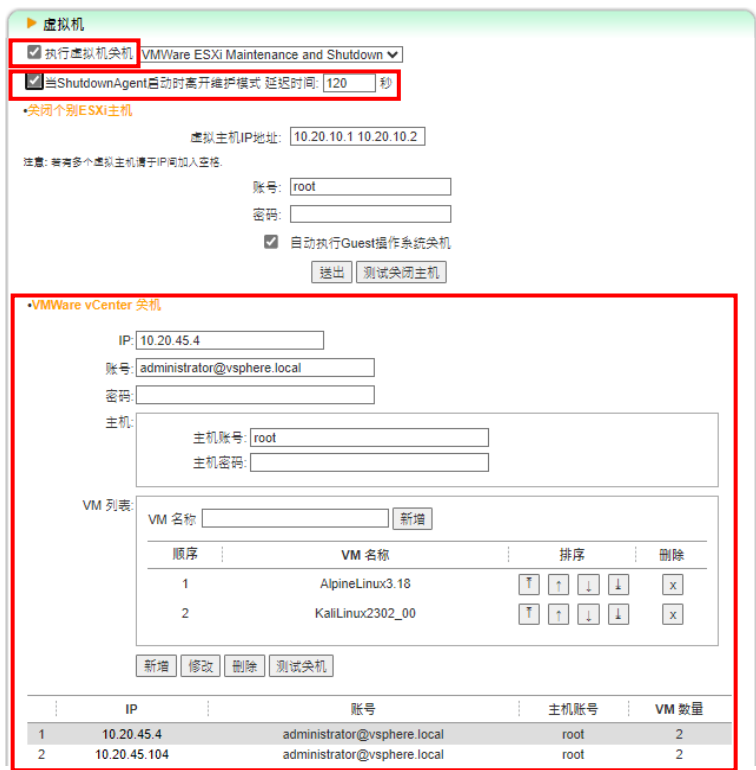 虚拟机
执行虚拟机关机 VMWare ESXi Maintenance and Shutdown
当ShutdownAgent启动时离开维护模式 延迟时间: 120 秒
•关闭个别ESXi主机
虚拟主机IP地址: 10.20.10.1 10.20.10.2
注意: 若有多个虚拟主机请于IP间加入空格.
账号: root
密码:
自动执行Guest操作系统关机
送出 测试关闭主机
•VMWare vCenter 关机
IP: 10.20.45.4
账号: administrator@vsphere.local
密码:
主机:
主机账号: root
主机密码:
VM 列表:
VM 名称 新增
顺序 VM 名称 排序 删除
1 AlpineLinux3.18 ⤒ ↑ ↓ ⤓ x
2 KaliLinux2302_00 ⤒ ↑ ↓ ⤓ x
新增 修改 删除 测试关机
IP 账号 主机账号 VM 数量
1 10.20.45.4 administrator@vsphere.local root 2
2 10.20.45.104 administrator@vsphere.local root 2